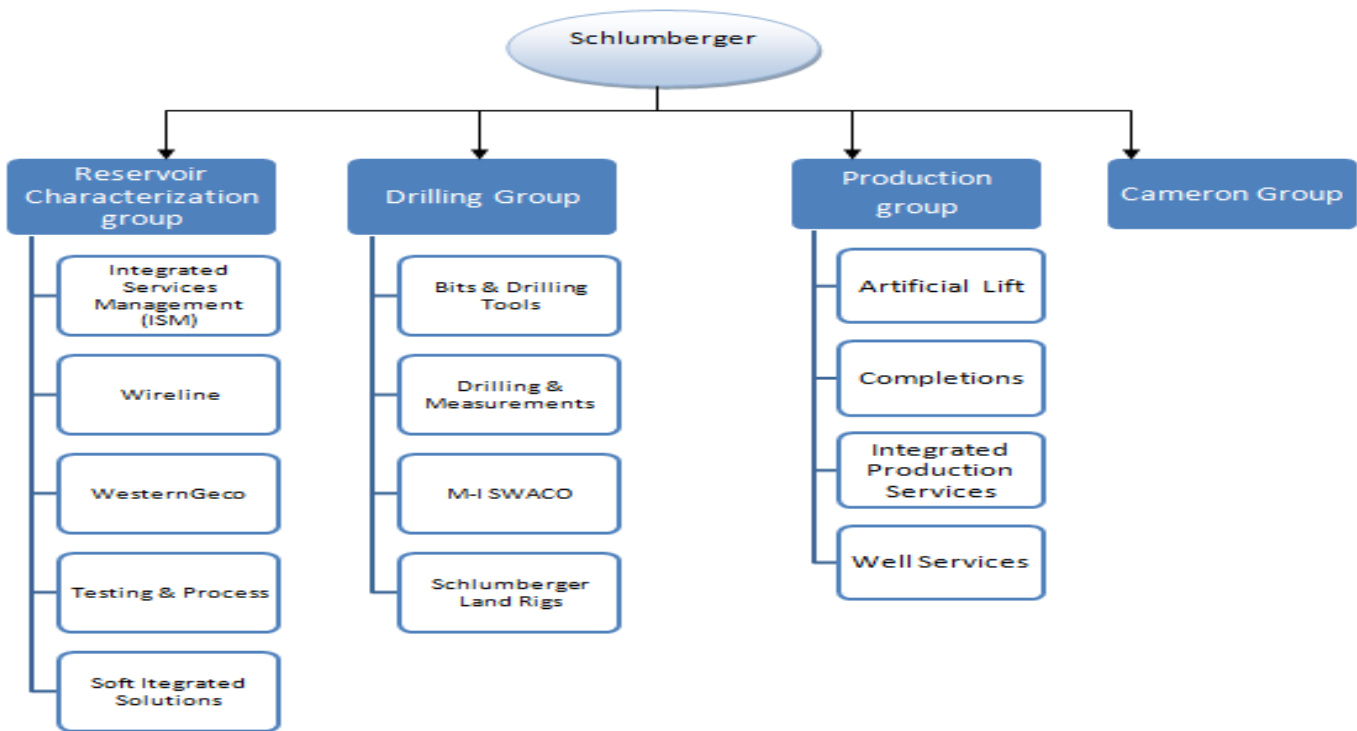 Schlumberger
Reservoir
Characterization
group
Integrated
Services
Management
(ISM)
Wireline
WesternGeco
Testing & Process
Soft Itegrated
Solutions
Drilling Group
Bits & Drilling
Tools
Drilling &
Measurements
M-I SWACO
Schlumberger
Land Rigs
Production
group
Artificial Lift
Completions
Integrated
Production
Services
Well Services
Cameron Group